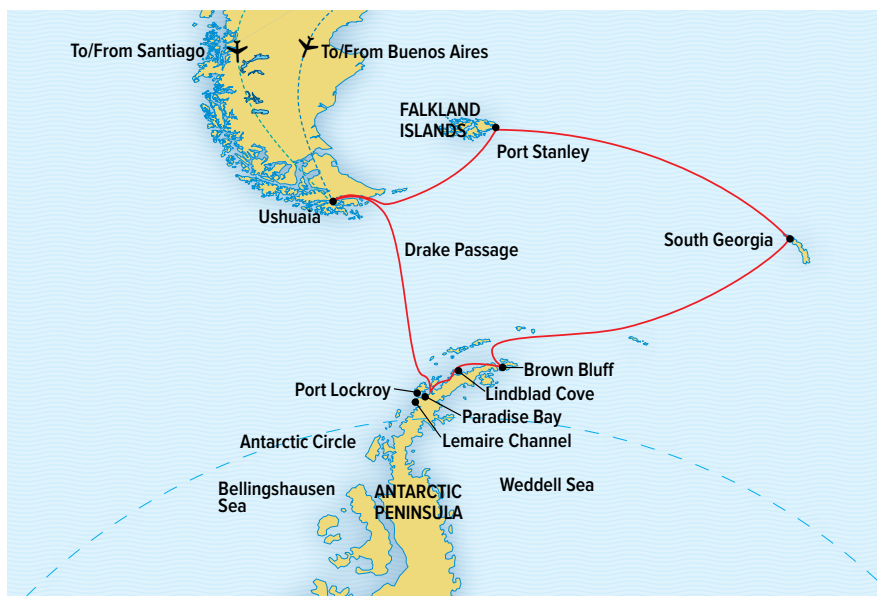 To/From Santiago
To/From Buenos Aires
FALKLAND
ISLANDS
Port Stanley
Ushuaia
South Georgia
Drake Passage
Brown Bluff
Port Lockroy
Lindblad Cove
Paradise Bay
Antarctic Circle
Lemaire Channel
Bellingshausen
Sea
ANTARCTIC
PENINSULA
Weddell Sea